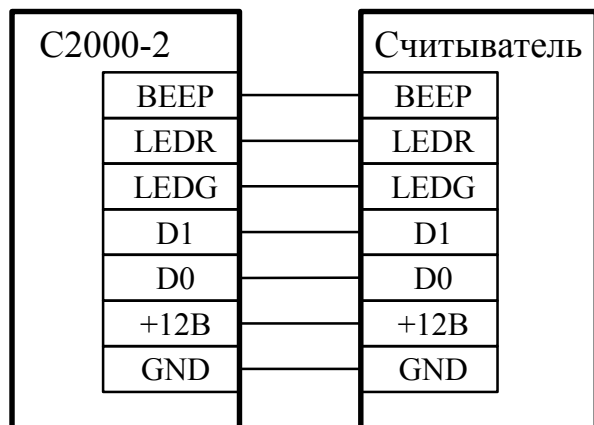 С2000-2 Считыватель
BEEP BEEP
LEDR LEDR
LEDG LEDG
D1 D1
D0 D0
+12В +12В
GND GND